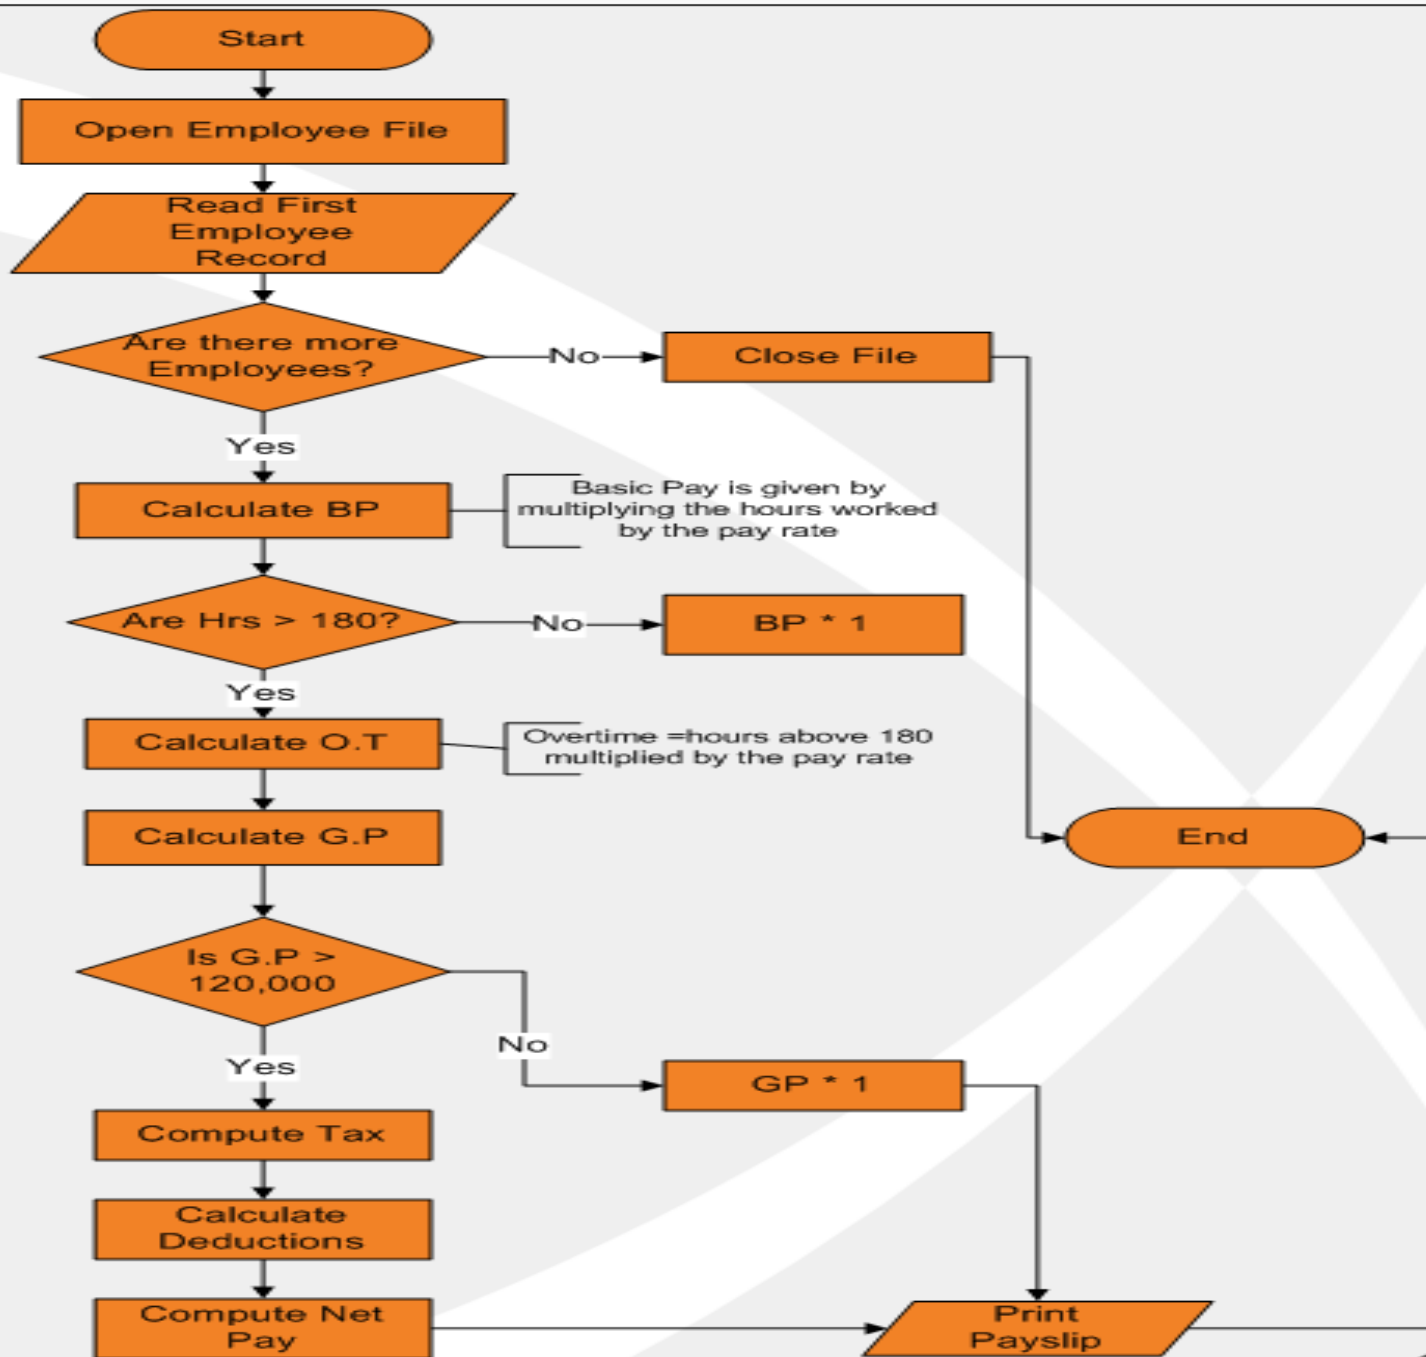 Start
Open Employee File
Read First
Employee
Record
Are there more
Employees?
No
Close File
Yes
Calculate BP
Basic Pay is given by
multiplying the hours worked
by the pay rate
Are Hrs > 180?
No
BP * 1
Yes
Calculate O.T
Overtime =hours above 180
multiplied by the pay rate
Calculate G.P
End
Is G.P >
120,000
No
Yes
GP * 1
Compute Tax
Calculate
Deductions
Compute Net
Pay
Print
Payslip